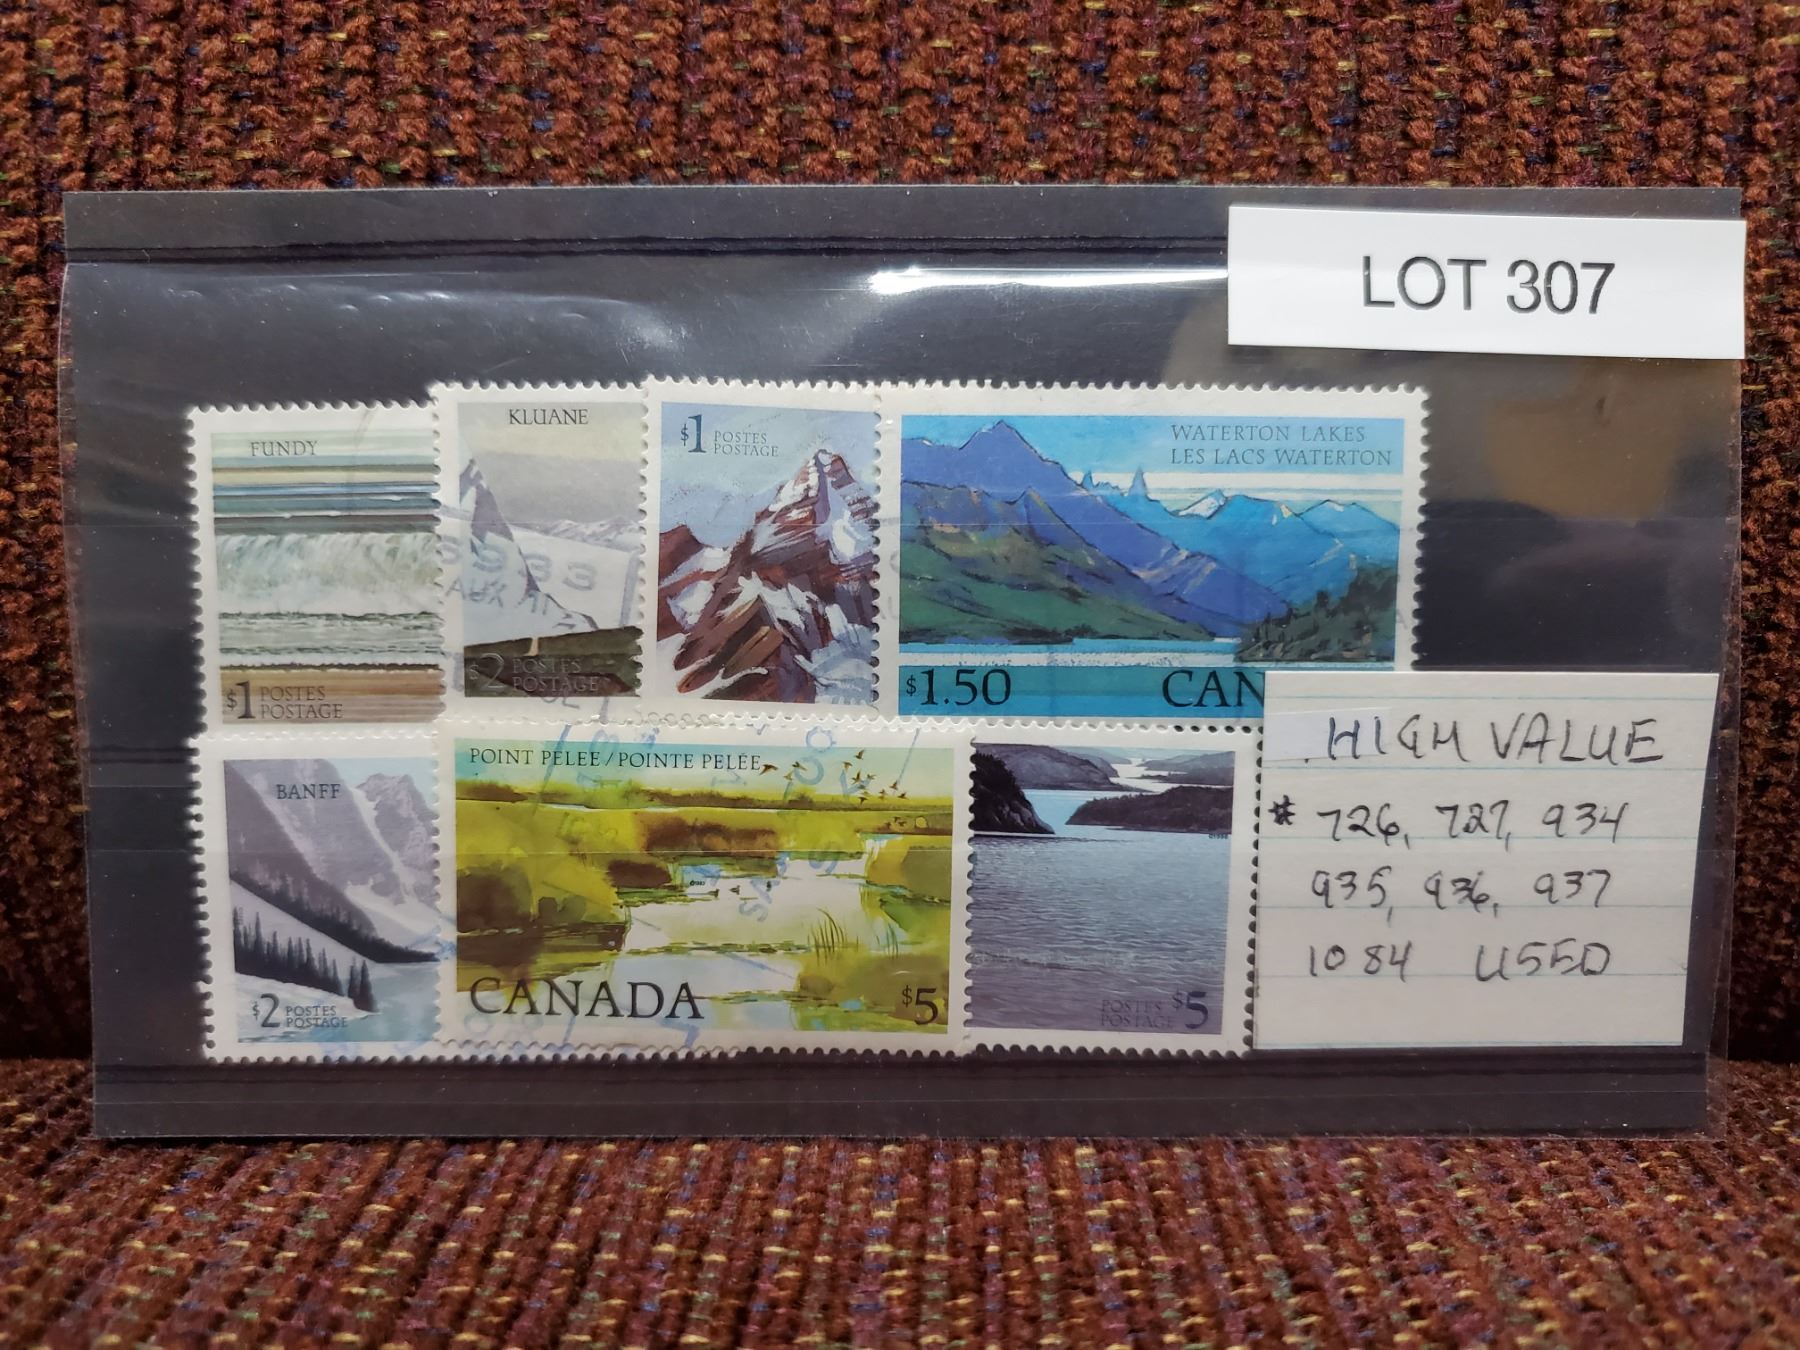 LOT 307
FUNDY
$1 POSTES
POSTAGE
KLUANE
$2 POSTES
POSTAGE
$1 POSTES
POSTAGE
WATERTON LAKES
LES LACS WATERTON
$1.50 CAN
BANFF
$2 POSTES
POSTAGE
POINT PELEE / POINTE PELÉE
CANADA $5
POSTES $5
POSTAGE
HIGH VALUE
# 726, 727, 934
935, 936, 937
1084 USED